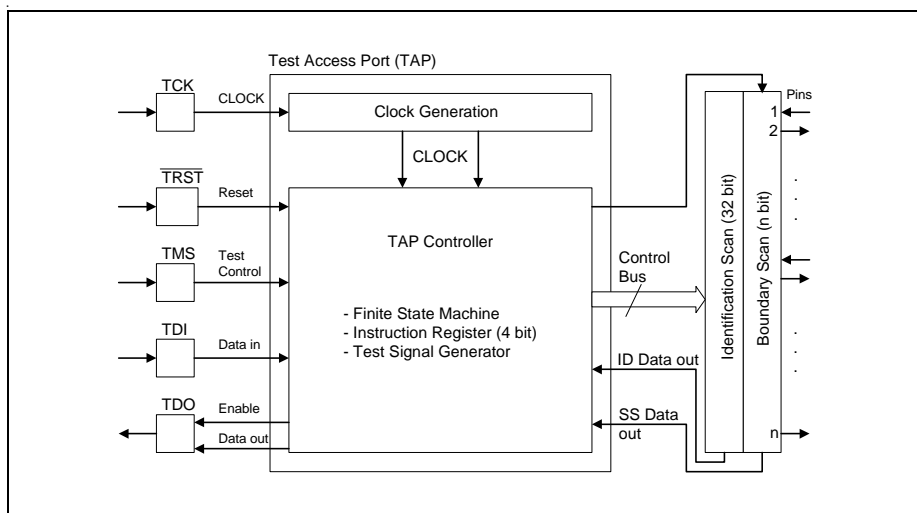 Test Access Port (TAP)
TCK
CLOCK
Clock Generation
CLOCK
TRST
Reset
TAP Controller
TMS
Test
Control
- Finite State Machine
- Instruction Register (4 bit)
- Test Signal Generator
TDI
Data in
TDO
Enable
Data out
Control
Bus
ID Data out
SS Data
out
Identification Scan (32 bit)
Boundary Scan (n bit)
Pins
1
2
n